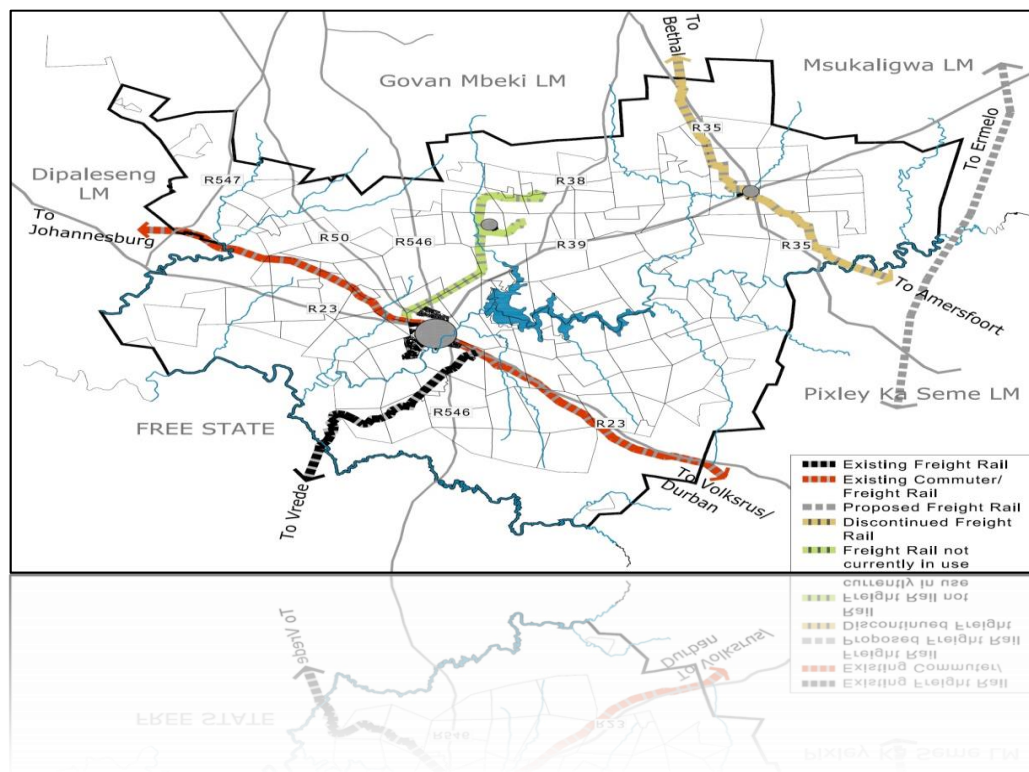 To
Bethal
Govan Mbeki LM
Msukaligwa LM
R35
To Ermelo
Dipaleseng
LM
R547
R38
To
Johannesburg
R50
R546
R39
R35
To Amersfoort
R23
Pixley Ka Seme LM
R546
R23
FREE STATE
To Volksrus/
Durban
To Vrede
Existing Freight Rail
Existing Commuter/
Freight Rail
Proposed Freight Rail
Discontinued Freight
Rail
Freight Rail not
currently in use